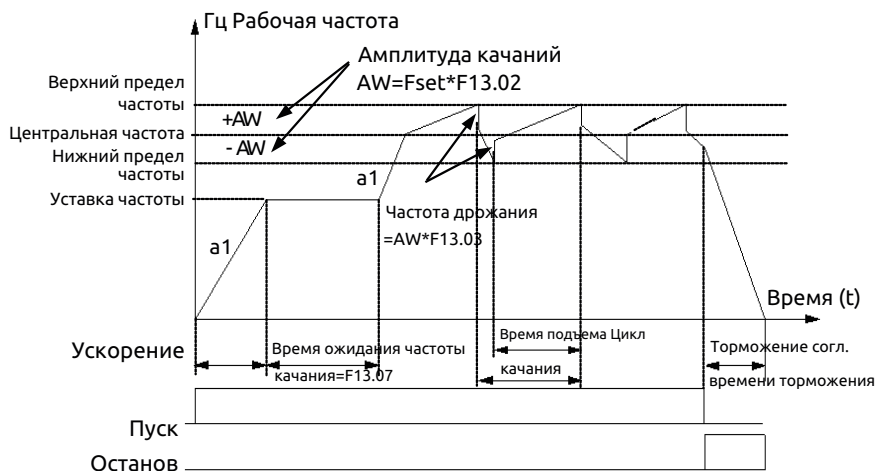 Гц Рабочая частота
Амплитуда качаний
AW=Fset*F13.02
Верхний предел
частоты
+AW
Центральная частота
- AW
Нижний предел
частоты
a1
Уставка частоты
Частота дрожания
=AW*F13.03
a1
Время (t)
Ускорение
Время ожидания частоты
качания=F13.07
Время подъема Цикл
качания
Торможение согл.
времени торможения
Пуск
Останов